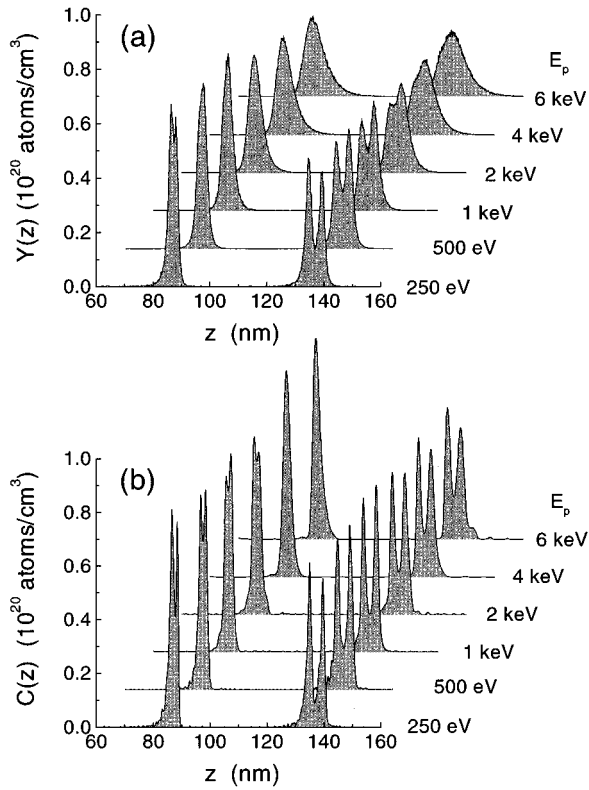 (a)
Y(z) (10^20 atoms/cm^3)
1.0
0.8
0.6
0.4
0.2
0.0
E_p
6 keV
4 keV
2 keV
1 keV
500 eV
250 eV
60 80 100 120 140 160
z (nm)
(b)
C(z) (10^20 atoms/cm^3)
1.0
0.8
0.6
0.4
0.2
0.0
E_p
6 keV
4 keV
2 keV
1 keV
500 eV
250 eV
60 80 100 120 140 160
z (nm)